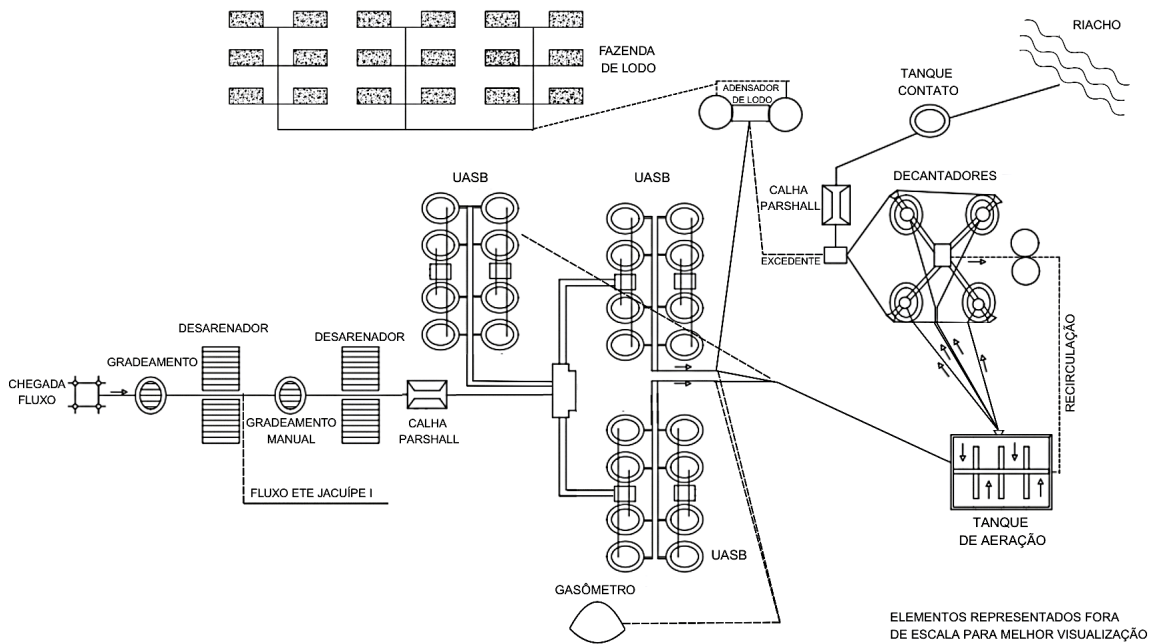 RIACHO
FAZENDA
DE LODO
TANQUE
CONTATO
ADENSADOR
DE LODO
UASB
UASB
DECANTADORES
CALHA
PARSHALL
EXCEDENTE
DESARENADOR
DESARENADOR
GRADEAMENTO
CHEGADA
FLUXO
GRADEAMENTO
MANUAL
CALHA
PARSHALL
RECIRCULAÇÃO
FLUXO ETE JACUÍPE I
TANQUE
DE AERAÇÃO
UASB
GASÔMETRO
ELEMENTOS REPRESENTADOS FORA
DE ESCALA PARA MELHOR VISUALIZAÇÃO